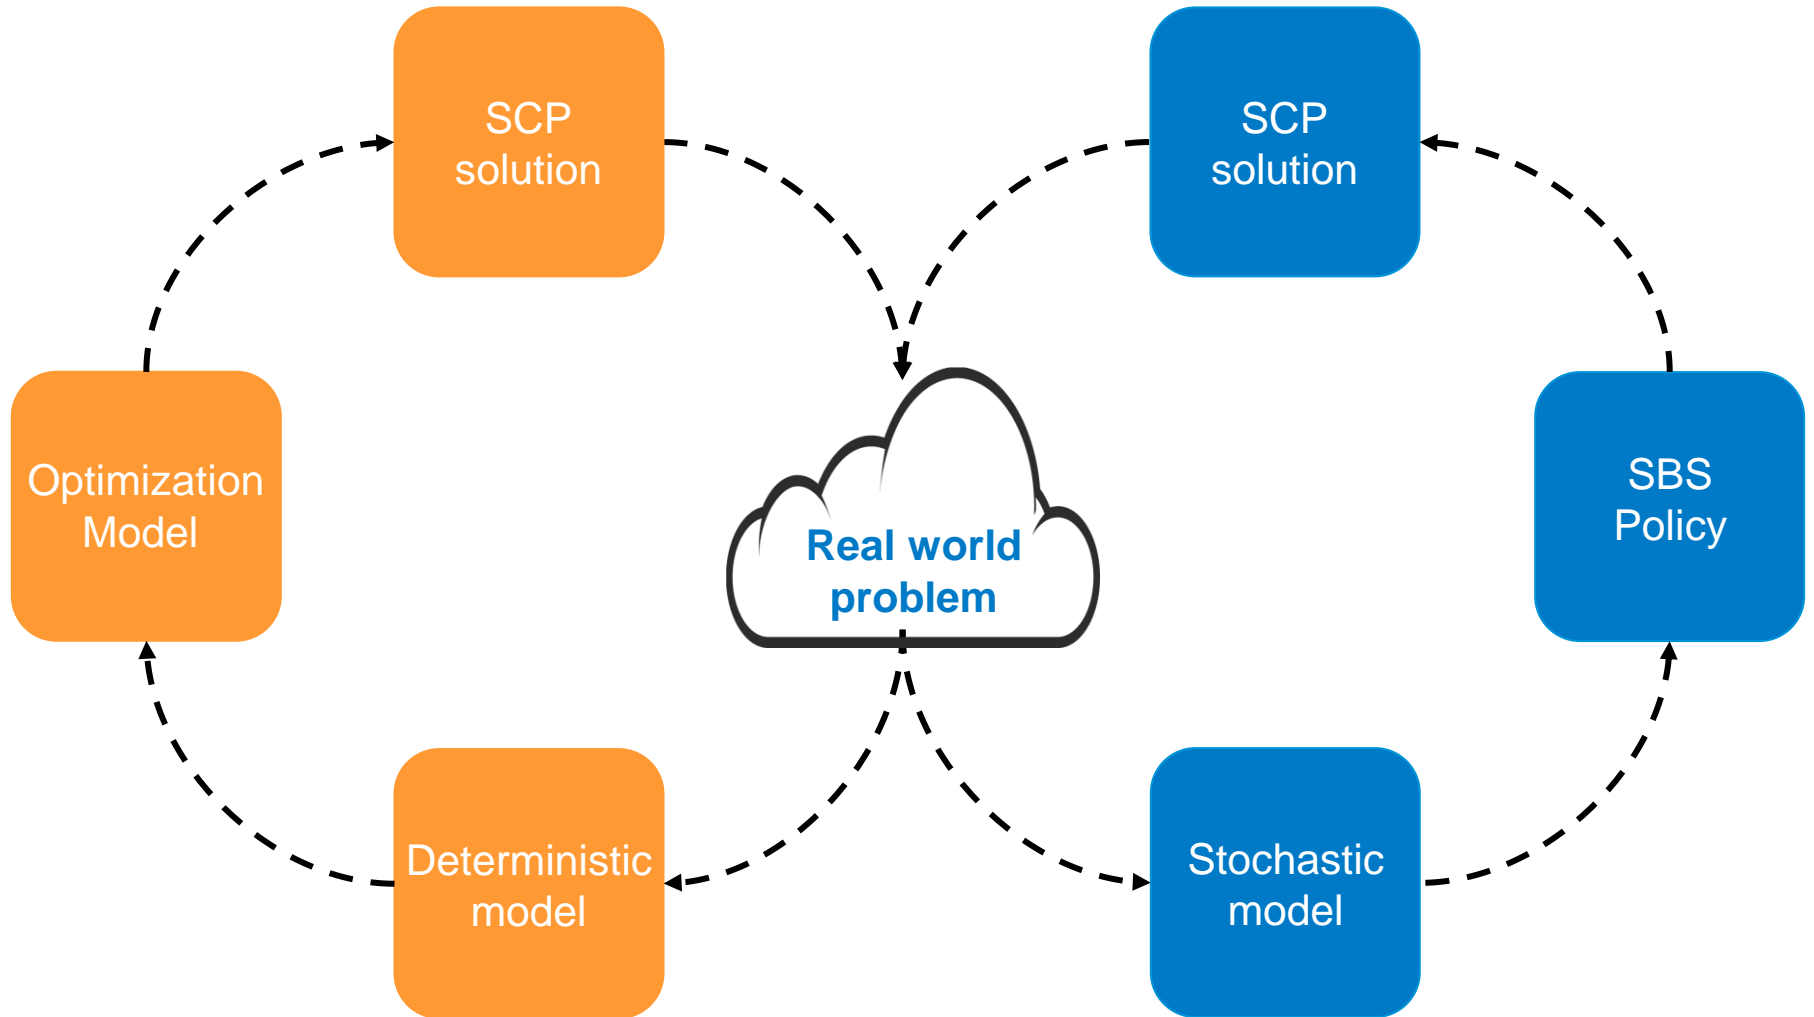 SCP
solution
SCP
solution
Optimization
Model
Real world
problem
SBS
Policy
Deterministic
model
Stochastic
model